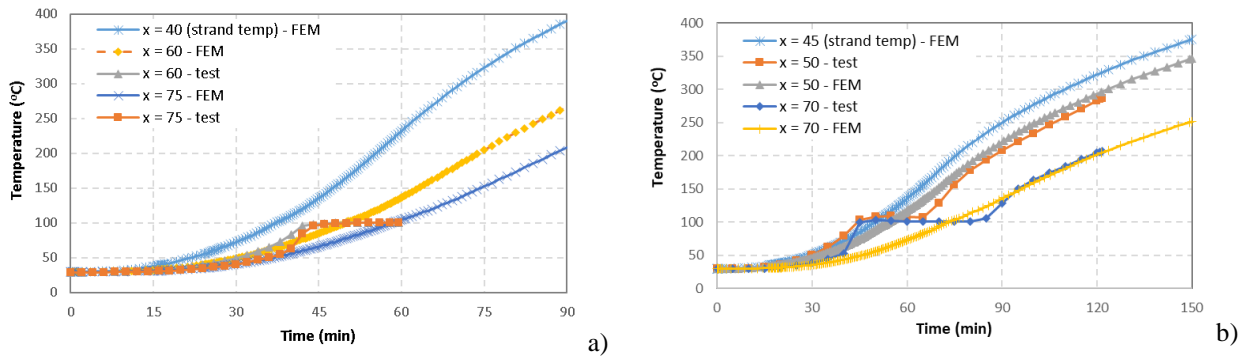 400
350
300
250
200
150
100
50
0
Temperature (°C)
x = 40 (strand temp) - FEM
x = 60 - FEM
x = 60 - test
x = 75 - FEM
x = 75 - test
0 15 30 45 60 75 90
Time (min)
a)
400
350
300
250
200
150
100
50
0
Temperature (°C)
x = 45 (strand temp) - FEM
x = 50 - test
x = 50 - FEM
x = 70 - test
x = 70 - FEM
0 30 60 90 120 150
Time (min)
b)